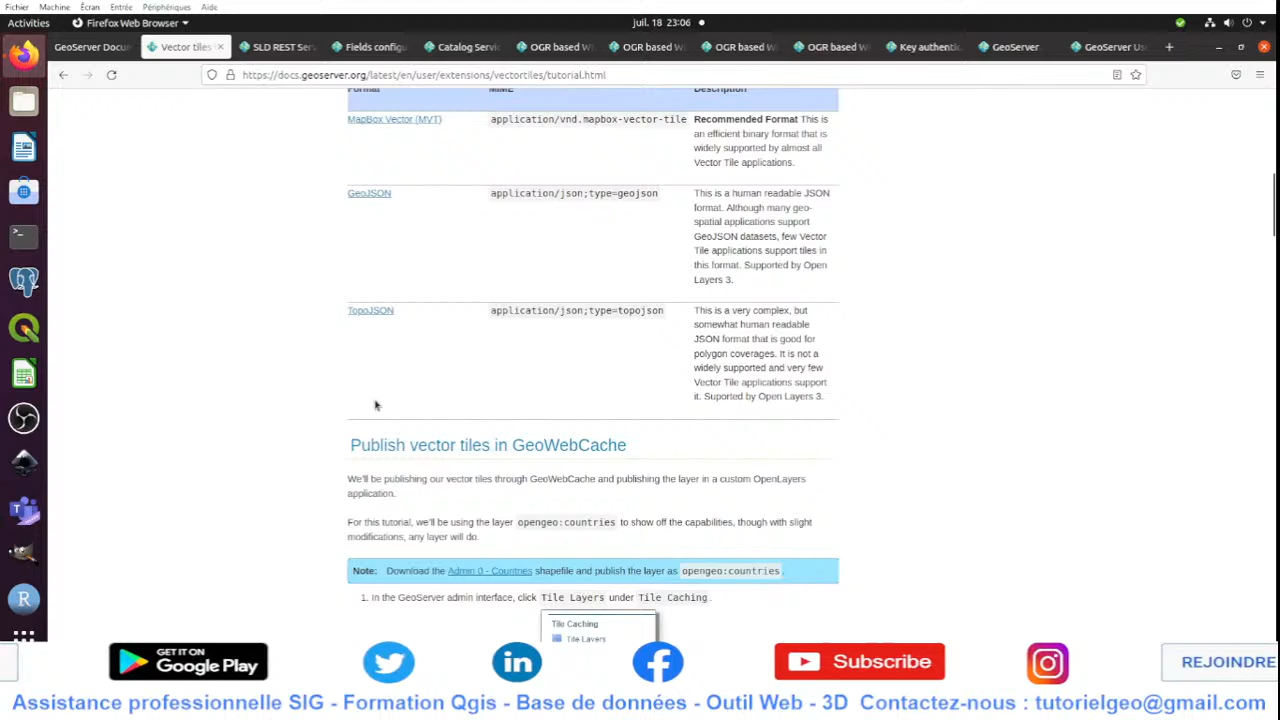 Fichier Machine Écran Entrée Périphériques Aide
Activities Firefox Web Browser juil. 18 23:06
GeoServer Docu Vector tiles SLD REST Serv Fields configu Catalog Servic OGR based W OGR based W OGR based W OGR based W Key authentic GeoServer GeoServer Us
https://docs.geoserver.org/latest/en/user/extensions/vectortiles/tutorial.html
Format MIME Description
MapBox Vector (MVT) application/vnd.mapbox-vector-tile Recommended Format This is
an efficient binary format that is
widely supported by almost all
Vector Tile applications.
GeoJSON application/json;type=geojson This is a human readable JSON
format. Although many geo-
spatial applications support
GeoJSON datasets, few Vector
Tile applications support tiles in
this format. Supported by Open
Layers 3.
TopoJSON application/json;type=topojson This is a very complex, but
somewhat human readable
JSON format that is good for
polygon coverages. It is not a
widely supported and very few
Vector Tile applications support
it. Suported by Open Layers 3.
Publish vector tiles in GeoWebCache
We'll be publishing our vector tiles through GeoWebCache and publishing the layer in a custom OpenLayers
application.
For this tutorial, we'll be using the layer opengeo:countries to show off the capabilities, though with slight
modifications, any layer will do.
Note: Download the Admin 0 - Countries shapefile and publish the layer as opengeo:countries.
1. In the GeoServer admin interface, click Tile Layers under Tile Caching.
Tile Caching
Tile Layers
GET IT ON
Google Play
Subscribe
REJOINDRE
Assistance professionnelle SIG - Formation Qgis - Base de données - Outil Web - 3D Contactez-nous : tutorielgeo@gmail.com